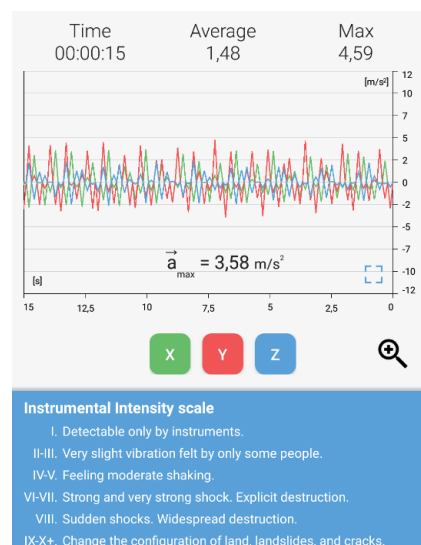 Time Average Max
00:00:15 1,48 4,59
[m/s²]
12
10
7
5
2
0
-2
-5
-7
-10
-12
a max = 3,58 m/s²
[s]
15 12,5 10 7,5 5 2,5 0
X Y Z
Instrumental Intensity scale
I. Detectable only by instruments.
II-III. Very slight vibration felt by only some people.
IV-V. Feeling moderate shaking.
VI-VII. Strong and very strong shock. Explicit destruction.
VIII. Sudden shocks. Widespread destruction.
IX-X+. Change the configuration of land, landslides, and cracks.